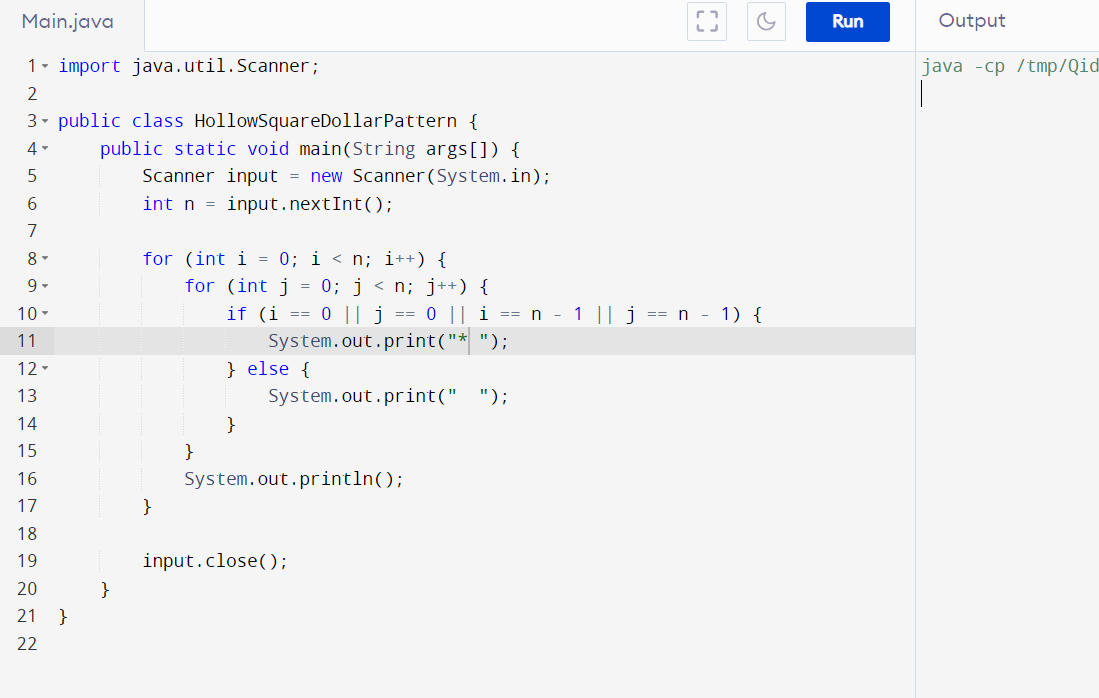 Main.java
Run
Output
1 import java.util.Scanner;
2
3 public class HollowSquareDollarPattern {
4     public static void main(String args[]) {
5         Scanner input = new Scanner(System.in);
6         int n = input.nextInt();
7
8         for (int i = 0; i < n; i++) {
9             for (int j = 0; j < n; j++) {
10                 if (i == 0 || j == 0 || i == n - 1 || j == n - 1) {
11                     System.out.print("* ");
12                 } else {
13                     System.out.print("  ");
14                 }
15             }
16             System.out.println();
17         }
18
19         input.close();
20     }
21 }
22
java -cp /tmp/Qid